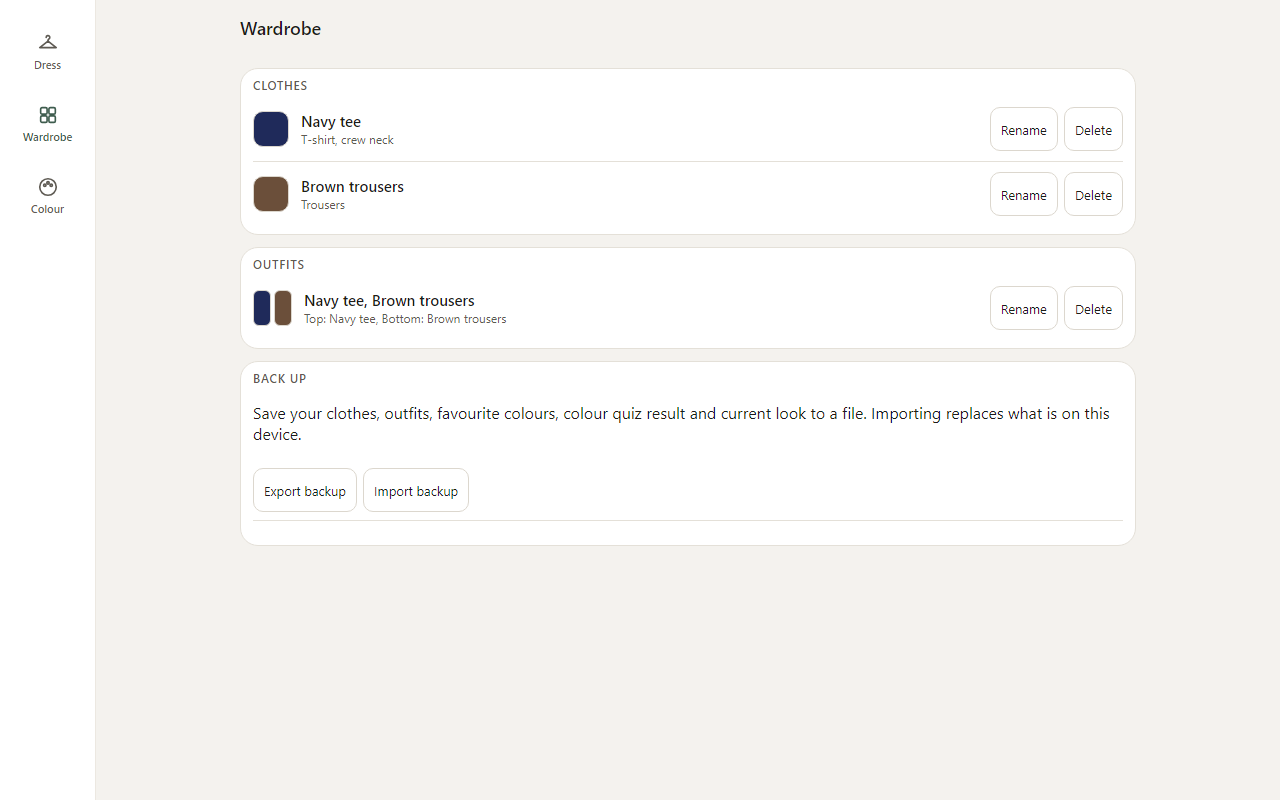 Wardrobe
Dress
Wardrobe
Colour
CLOTHES
Navy tee
T-shirt, crew neck
Rename
Delete
Brown trousers
Trousers
Rename
Delete
OUTFITS
Navy tee, Brown trousers
Top: Navy tee, Bottom: Brown trousers
Rename
Delete
BACK UP
Save your clothes, outfits, favourite colours, colour quiz result and current look to a file. Importing replaces what is on this
device.
Export backup
Import backup